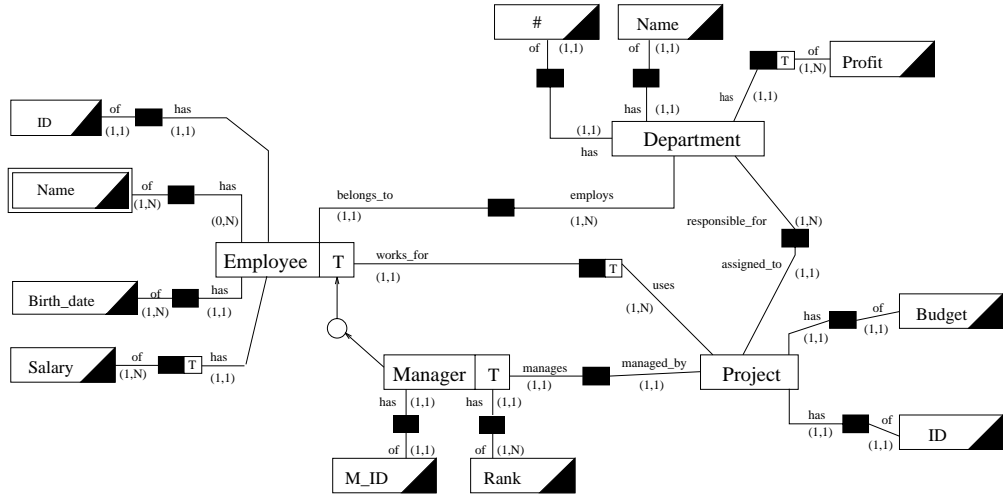 # Name
of (1,1) of (1,1) of
T Profit
(1,N)
has
has (1,1) (1,1)
ID of has
(1,1) (1,1)
(1,1) Department
has
Name of has
(1,N)
(0,N)
belongs_to employs
(1,1) (1,N)
responsible_for (1,N)
Employee T works_for
(1,1)
T
assigned_to
(1,1)
uses
(1,N)
Birth_date of has
(1,N) (1,1)
has of Budget
(1,1) (1,1)
Salary of T has
(1,N) (1,1)
Manager T manages managed_by Project
(1,1) (1,1)
has (1,1) has (1,1)
has of ID
(1,1) (1,1)
of (1,1) of (1,N)
M_ID Rank